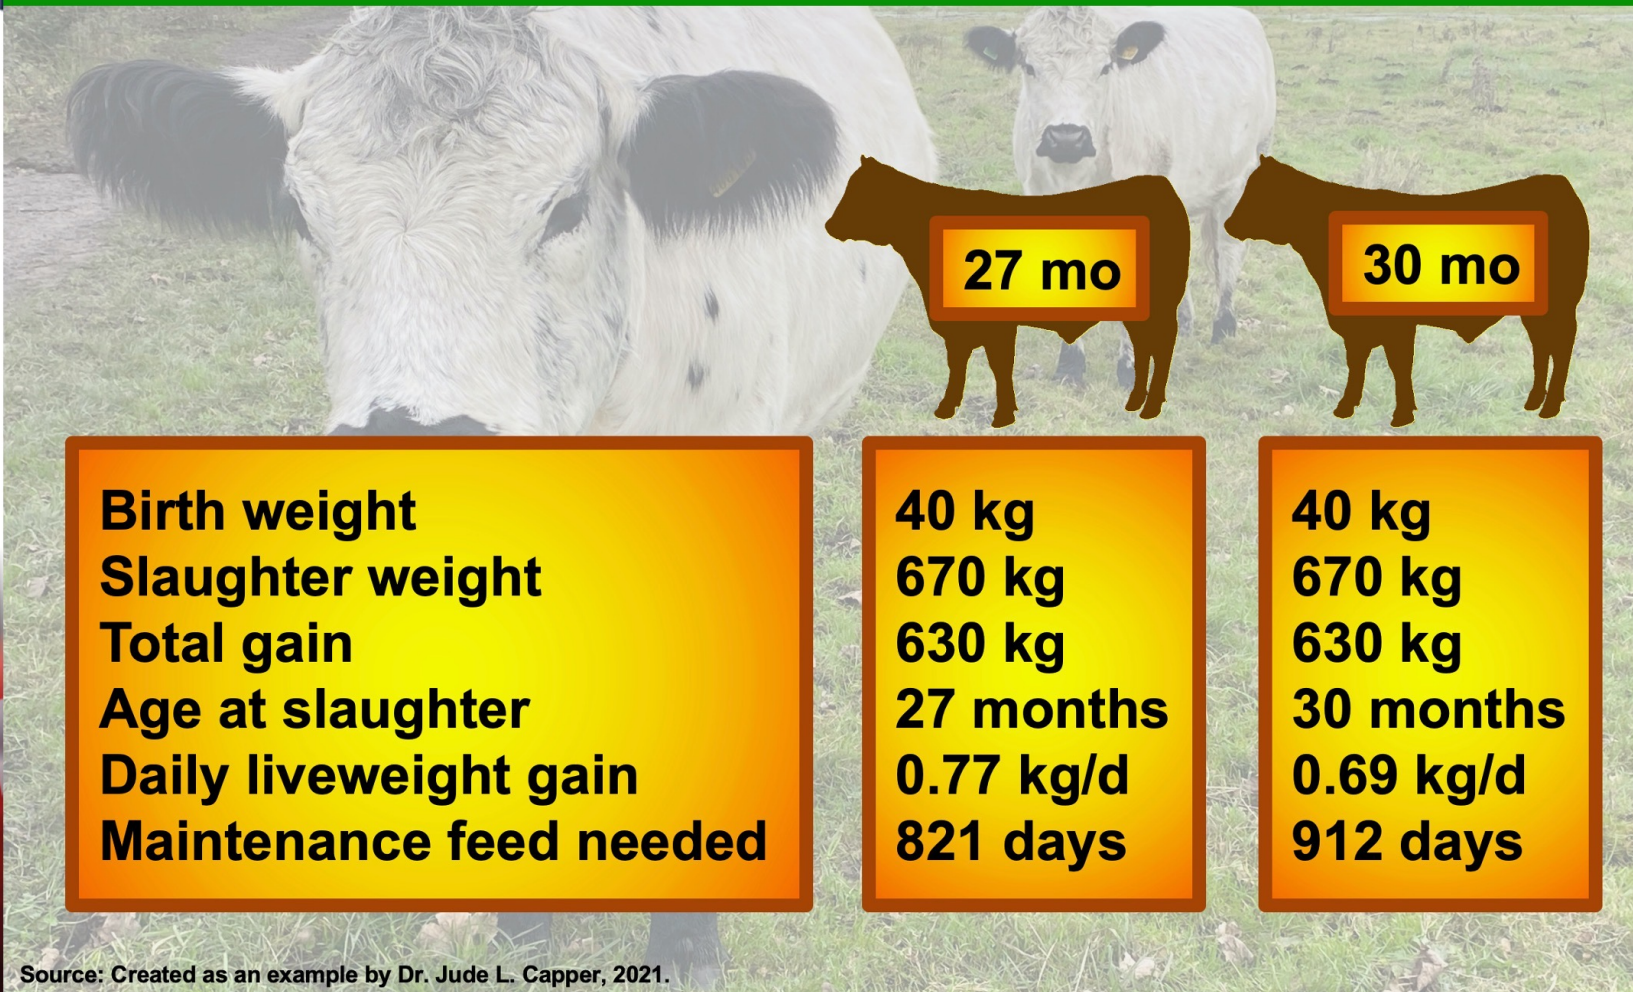 27 mo
30 mo
Birth weight
Slaughter weight
Total gain
Age at slaughter
Daily liveweight gain
Maintenance feed needed
40 kg
670 kg
630 kg
27 months
0.77 kg/d
821 days
40 kg
670 kg
630 kg
30 months
0.69 kg/d
912 days
Source: Created as an example by Dr. Jude L. Capper, 2021.